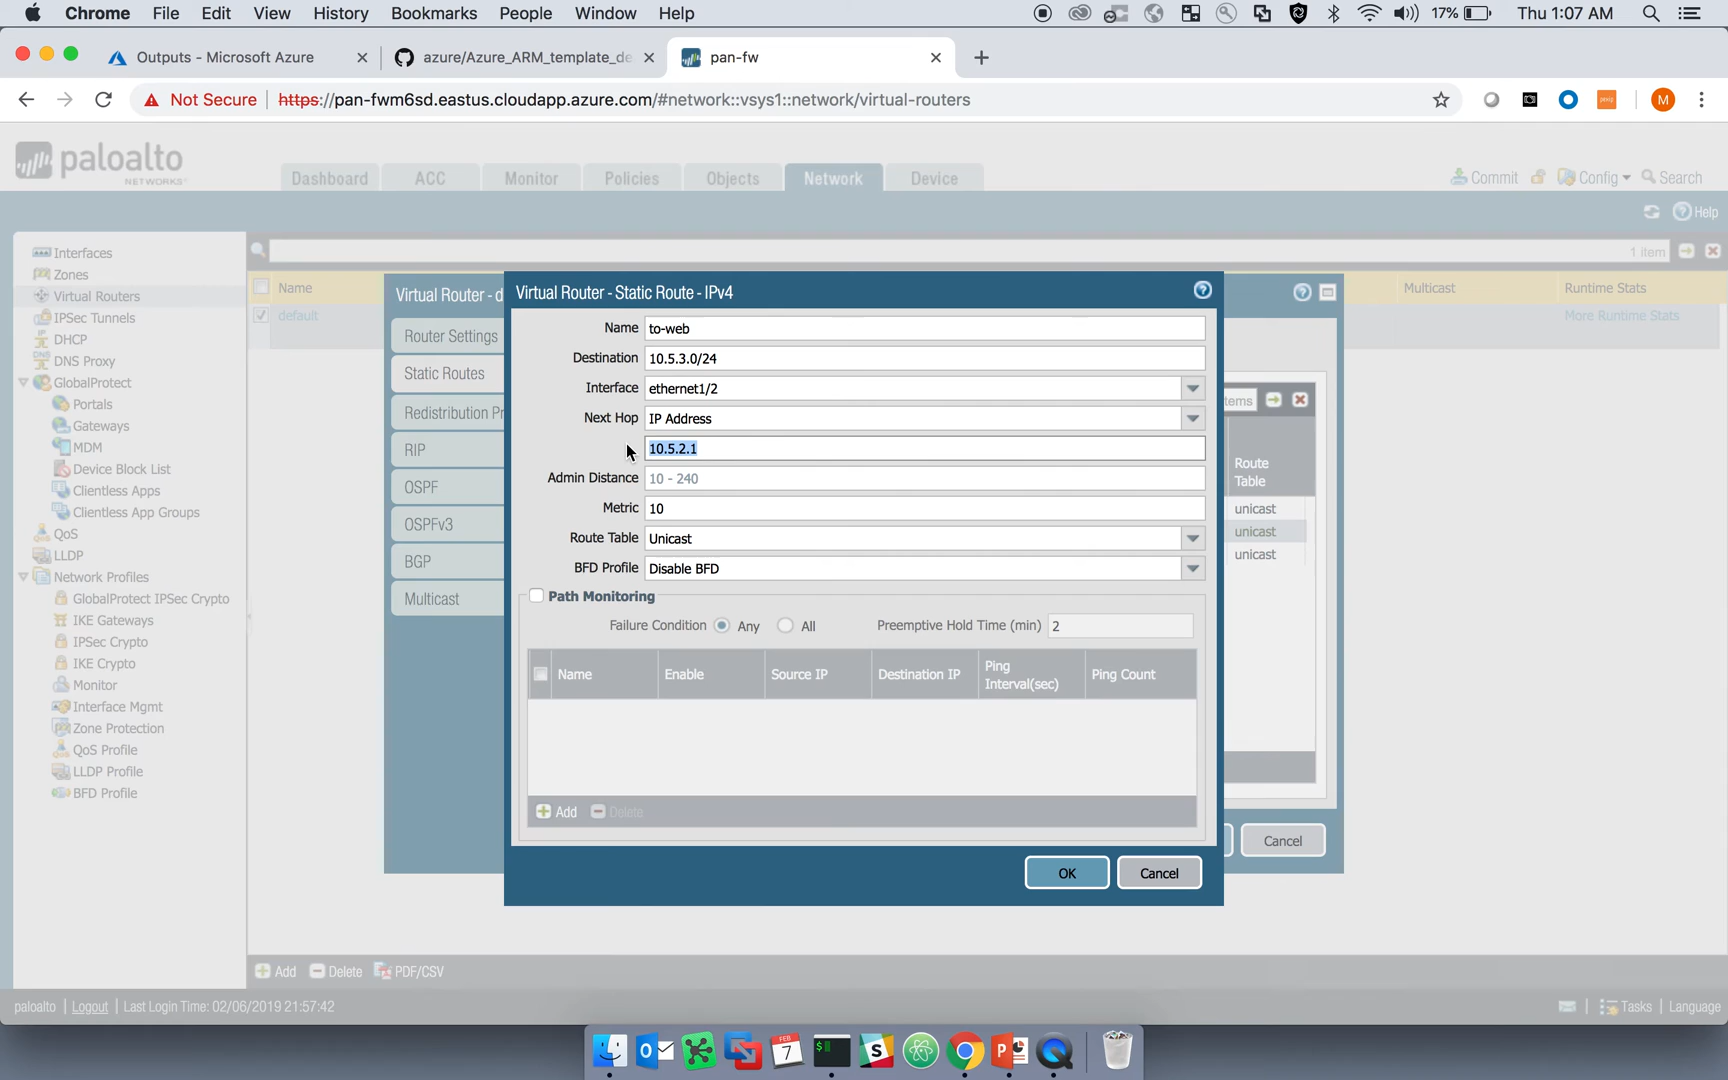 Chrome File Edit View History Bookmarks People Window Help 17% Thu 1:07 AM
Outputs - Microsoft Azure azure/Azure_ARM_template_de pan-fw
Not Secure https://pan-fwm6sd.eastus.cloudapp.azure.com/#network::vsys1::network/virtual-routers M
paloalto
NETWORKS
Dashboard ACC Monitor Policies Objects Network Device Commit Config Search
Help
1 item
Interfaces
Zones
Virtual Routers
IPSec Tunnels
DHCP
DNS Proxy
GlobalProtect
Portals
Gateways
MDM
Device Block List
Clientless Apps
Clientless App Groups
QoS
LLDP
Network Profiles
GlobalProtect IPSec Crypto
IKE Gateways
IPSec Crypto
IKE Crypto
Monitor
Interface Mgmt
Zone Protection
QoS Profile
LLDP Profile
BFD Profile
Name Multicast Runtime Stats
default More Runtime Stats
Virtual Router - d
Router Settings
Static Routes
Redistribution Pr
RIP
OSPF
OSPFv3
BGP
Multicast
Virtual Router - Static Route - IPv4
Name to-web
Destination 10.5.3.0/24
Interface ethernet1/2
Next Hop IP Address
10.5.2.1
Admin Distance 10 - 240
Metric 10
Route Table Unicast
BFD Profile Disable BFD
Path Monitoring
Failure Condition Any All Preemptive Hold Time (min) 2
Name Enable Source IP Destination IP Ping Interval(sec) Ping Count
Add Delete
OK Cancel
tems
Route
Table
unicast
unicast
unicast
Cancel
Add Delete PDF/CSV
paloalto | Logout | Last Login Time: 02/06/2019 21:57:42 | Tasks | Language
FEB
7